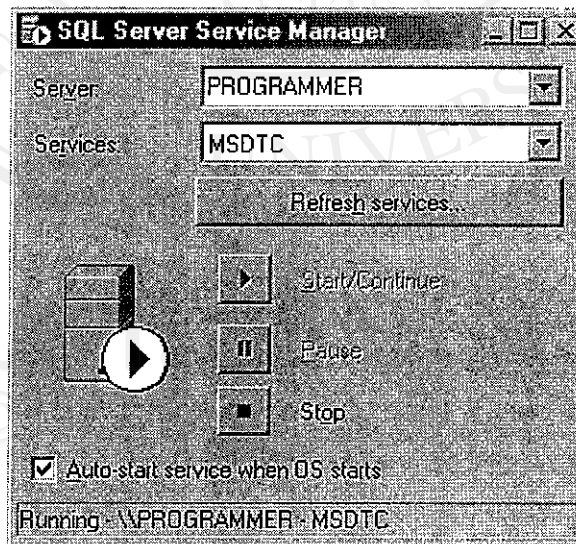 SQL Server Service Manager
Server: PROGRAMMER
Services: MSDTC
Refresh services...
Start/Continue
Pause
Stop
Auto-start service when OS starts
Running - \\PROGRAMMER - MSDTC